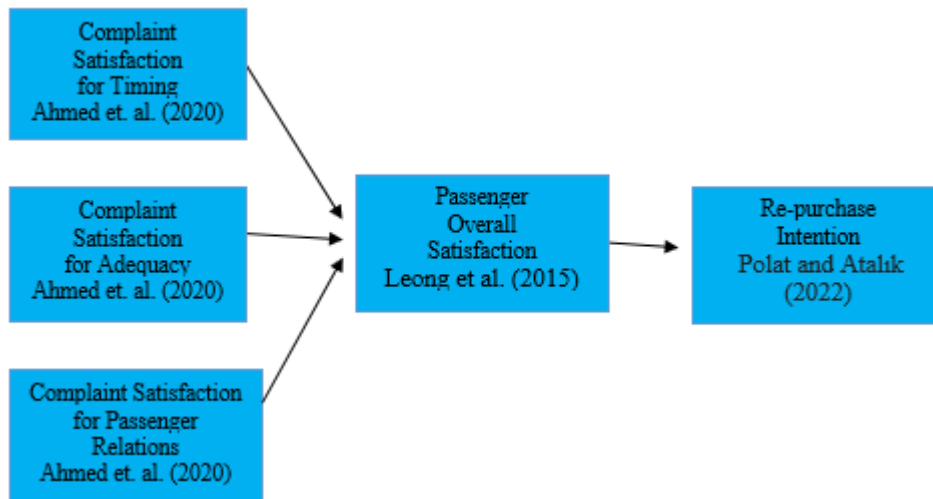 Complaint
Satisfaction
for Timing
Ahmed et. al. (2020)
Complaint
Satisfaction
for Adequacy
Ahmed et. al. (2020)
Complaint Satisfaction
for Passenger
Relations
Ahmed et. al. (2020)
Passenger
Overall
Satisfaction
Leong et al. (2015)
Re-purchase
Intention
Polat and Atalık
(2022)